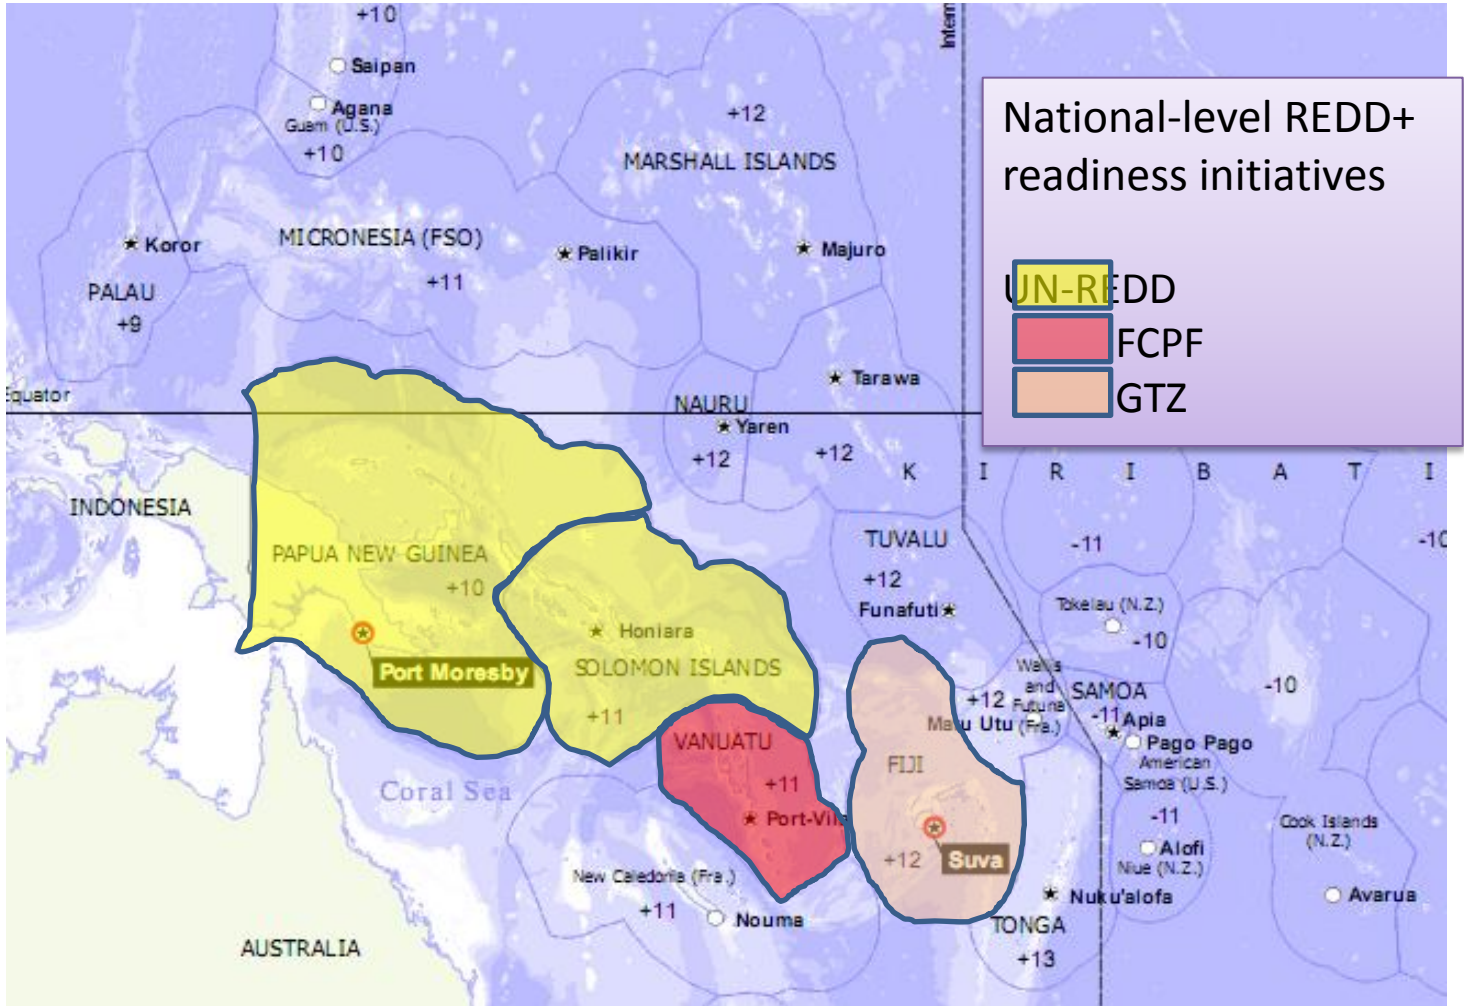 +10
Intern
Saipan
Agana
Guam (U.S.)
+10
+12
MARSHALL ISLANDS
National-level REDD+
readiness initiatives
UN-REDD
FCPF
GTZ
Koror
MICRONESIA (FSO)
Palikir
Majuro
PALAU
+11
+9
Equator
Tarawa
NAURU
Yaren
+12
+12
K I R I B A T I
INDONESIA
PAPUA NEW GUINEA
+10
TUVALU
-11
-10
+12
Funafuti
Tokelau (N.Z.)
-10
Honiara
Port Moresby
SOLOMON ISLANDS
+11
Wallis
and
Futuna
(Fra.)
+12
Matu Utu
SAMOA
-11
Apia
-10
VANUATU
Pago Pago
American
Samoa (U.S.)
FIJI
+11
Coral Sea
Port-Vila
-11
Cook Islands
(N.Z.)
Alofi
Niue (N.Z.)
+12
Suva
New Caledonia (Fra.)
+11
Nouma
Nuku'alofa
Avarua
TONGA
+13
AUSTRALIA